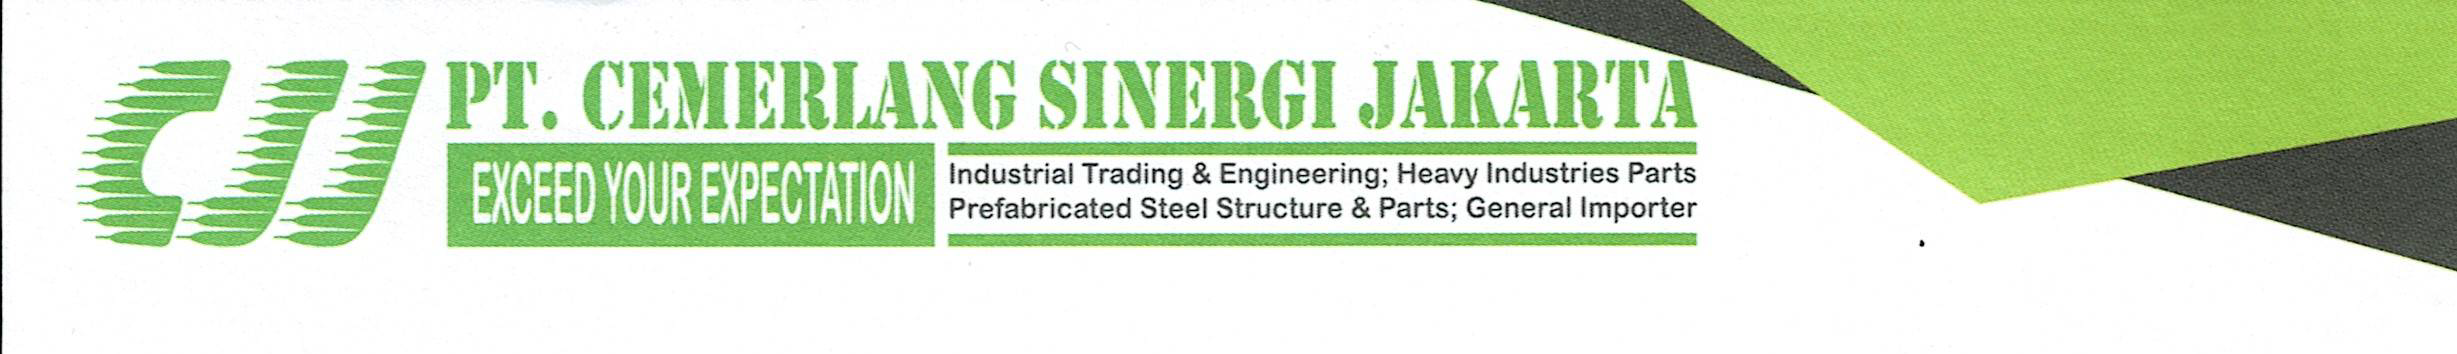 CSJ
PT. CEMERLANG SINERGI JAKARTA
EXCEED YOUR EXPECTATION
Industrial Trading & Engineering; Heavy Industries Parts
Prefabricated Steel Structure & Parts; General Importer